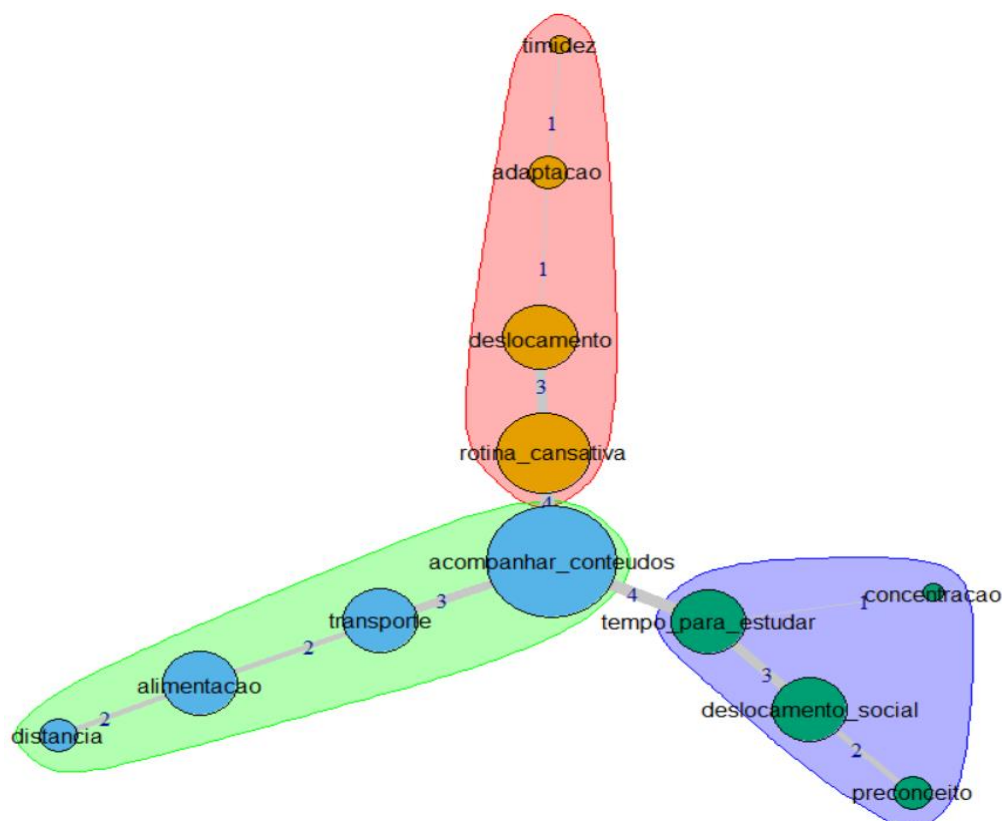 timidez
1
adaptacao
1
deslocamento
3
rotina_cansativa
4
acompanhar_conteudos
3
4
transporte
2
alimentacao
2
distancia
concentracao
1
tempo_para_estudar
3
deslocamento_social
2
preconceito